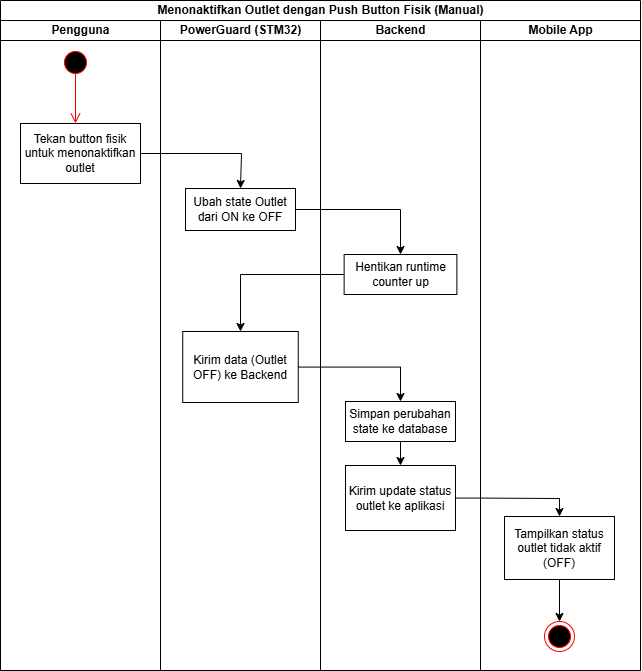 Menonaktifkan Outlet dengan Push Button Fisik (Manual)
Pengguna
PowerGuard (STM32)
Backend
Mobile App
Tekan button fisik
untuk menonaktifkan
outlet
Ubah state Outlet
dari ON ke OFF
Hentikan runtime
counter up
Kirim data (Outlet
OFF) ke Backend
Simpan perubahan
state ke database
Kirim update status
outlet ke aplikasi
Tampilkan status
outlet tidak aktif
(OFF)